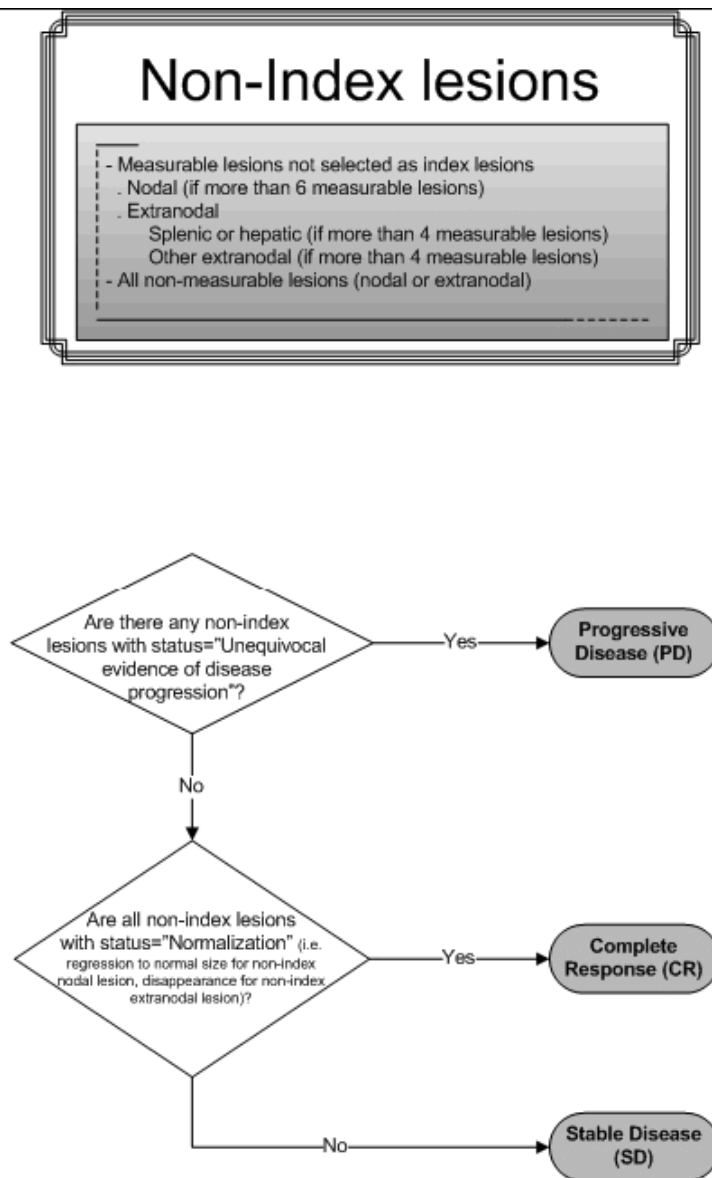 Non-Index lesions
- Measurable lesions not selected as index lesions
. Nodal (if more than 6 measurable lesions)
. Extranodal
Splenic or hepatic (if more than 4 measurable lesions)
Other extranodal (if more than 4 measurable lesions)
- All non-measurable lesions (nodal or extranodal)
Are there any non-index
lesions with status="Unequivocal
evidence of disease
progression"?
Yes
Progressive
Disease (PD)
No
Are all non-index lesions
with status="Normalization" (i.e.
regression to normal size for non-index
nodal lesion, disappearance for non-index
extranodal lesion)?
Yes
Complete
Response (CR)
No
Stable Disease
(SD)